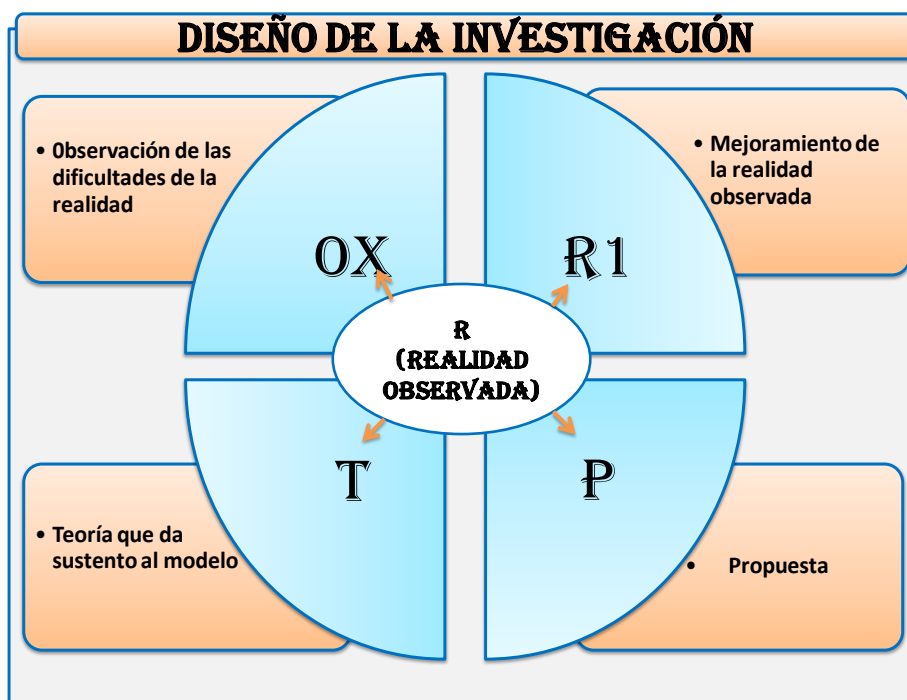 DISEÑO DE LA INVESTIGACIÓN
• 0bservación de las
dificultades de la
realidad
• Mejoramiento de
la realidad
observada
OX
R1
R
(REALIDAD
OBSERVADA)
T
P
• Teoría que da
sustento al modelo
• Propuesta